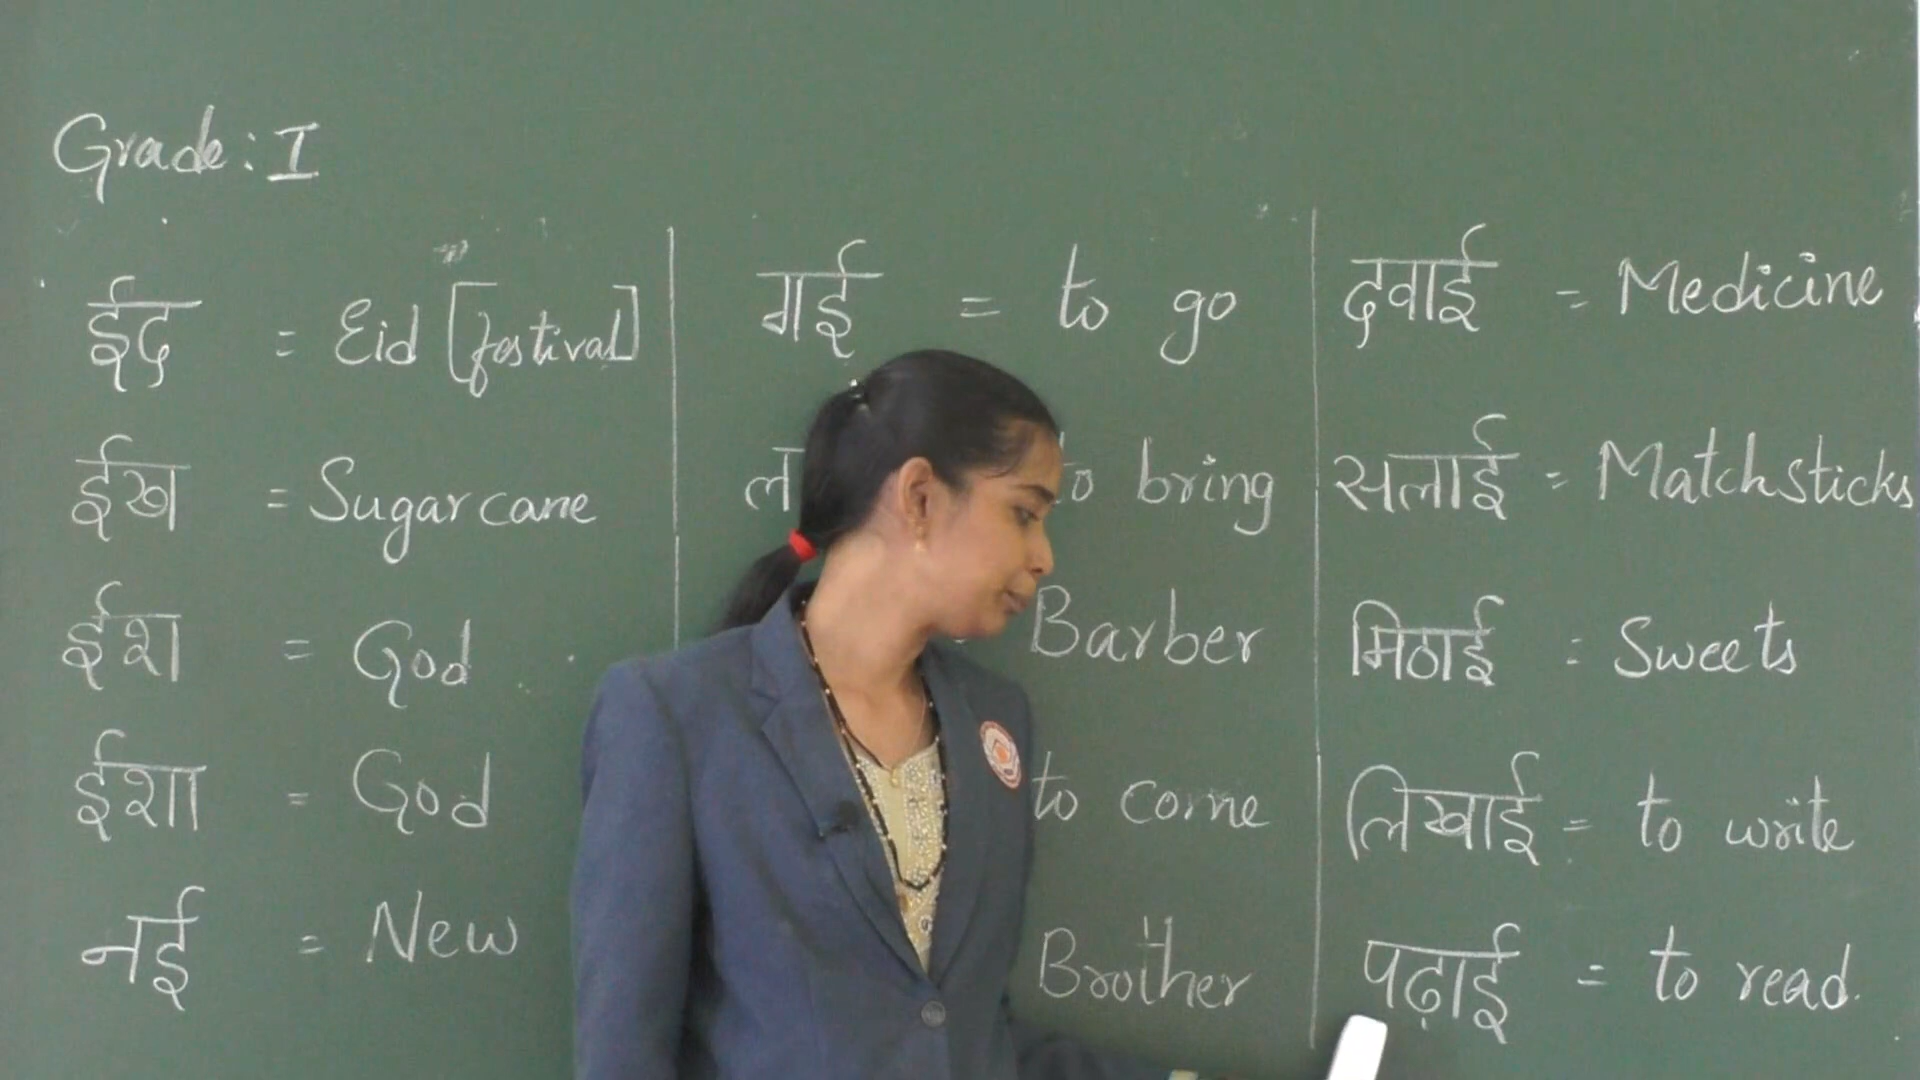 Grade: I
ईद = Eid [festival]
ईख = Sugarcane
ईश = God
ईशा = God
नई = New
गई = to go
to bring
Barber
to come
Brother
दवाई = Medicine
सलाई = Matchsticks
मिठाई = Sweets
लिखाई = to write
पढ़ाई = to read.